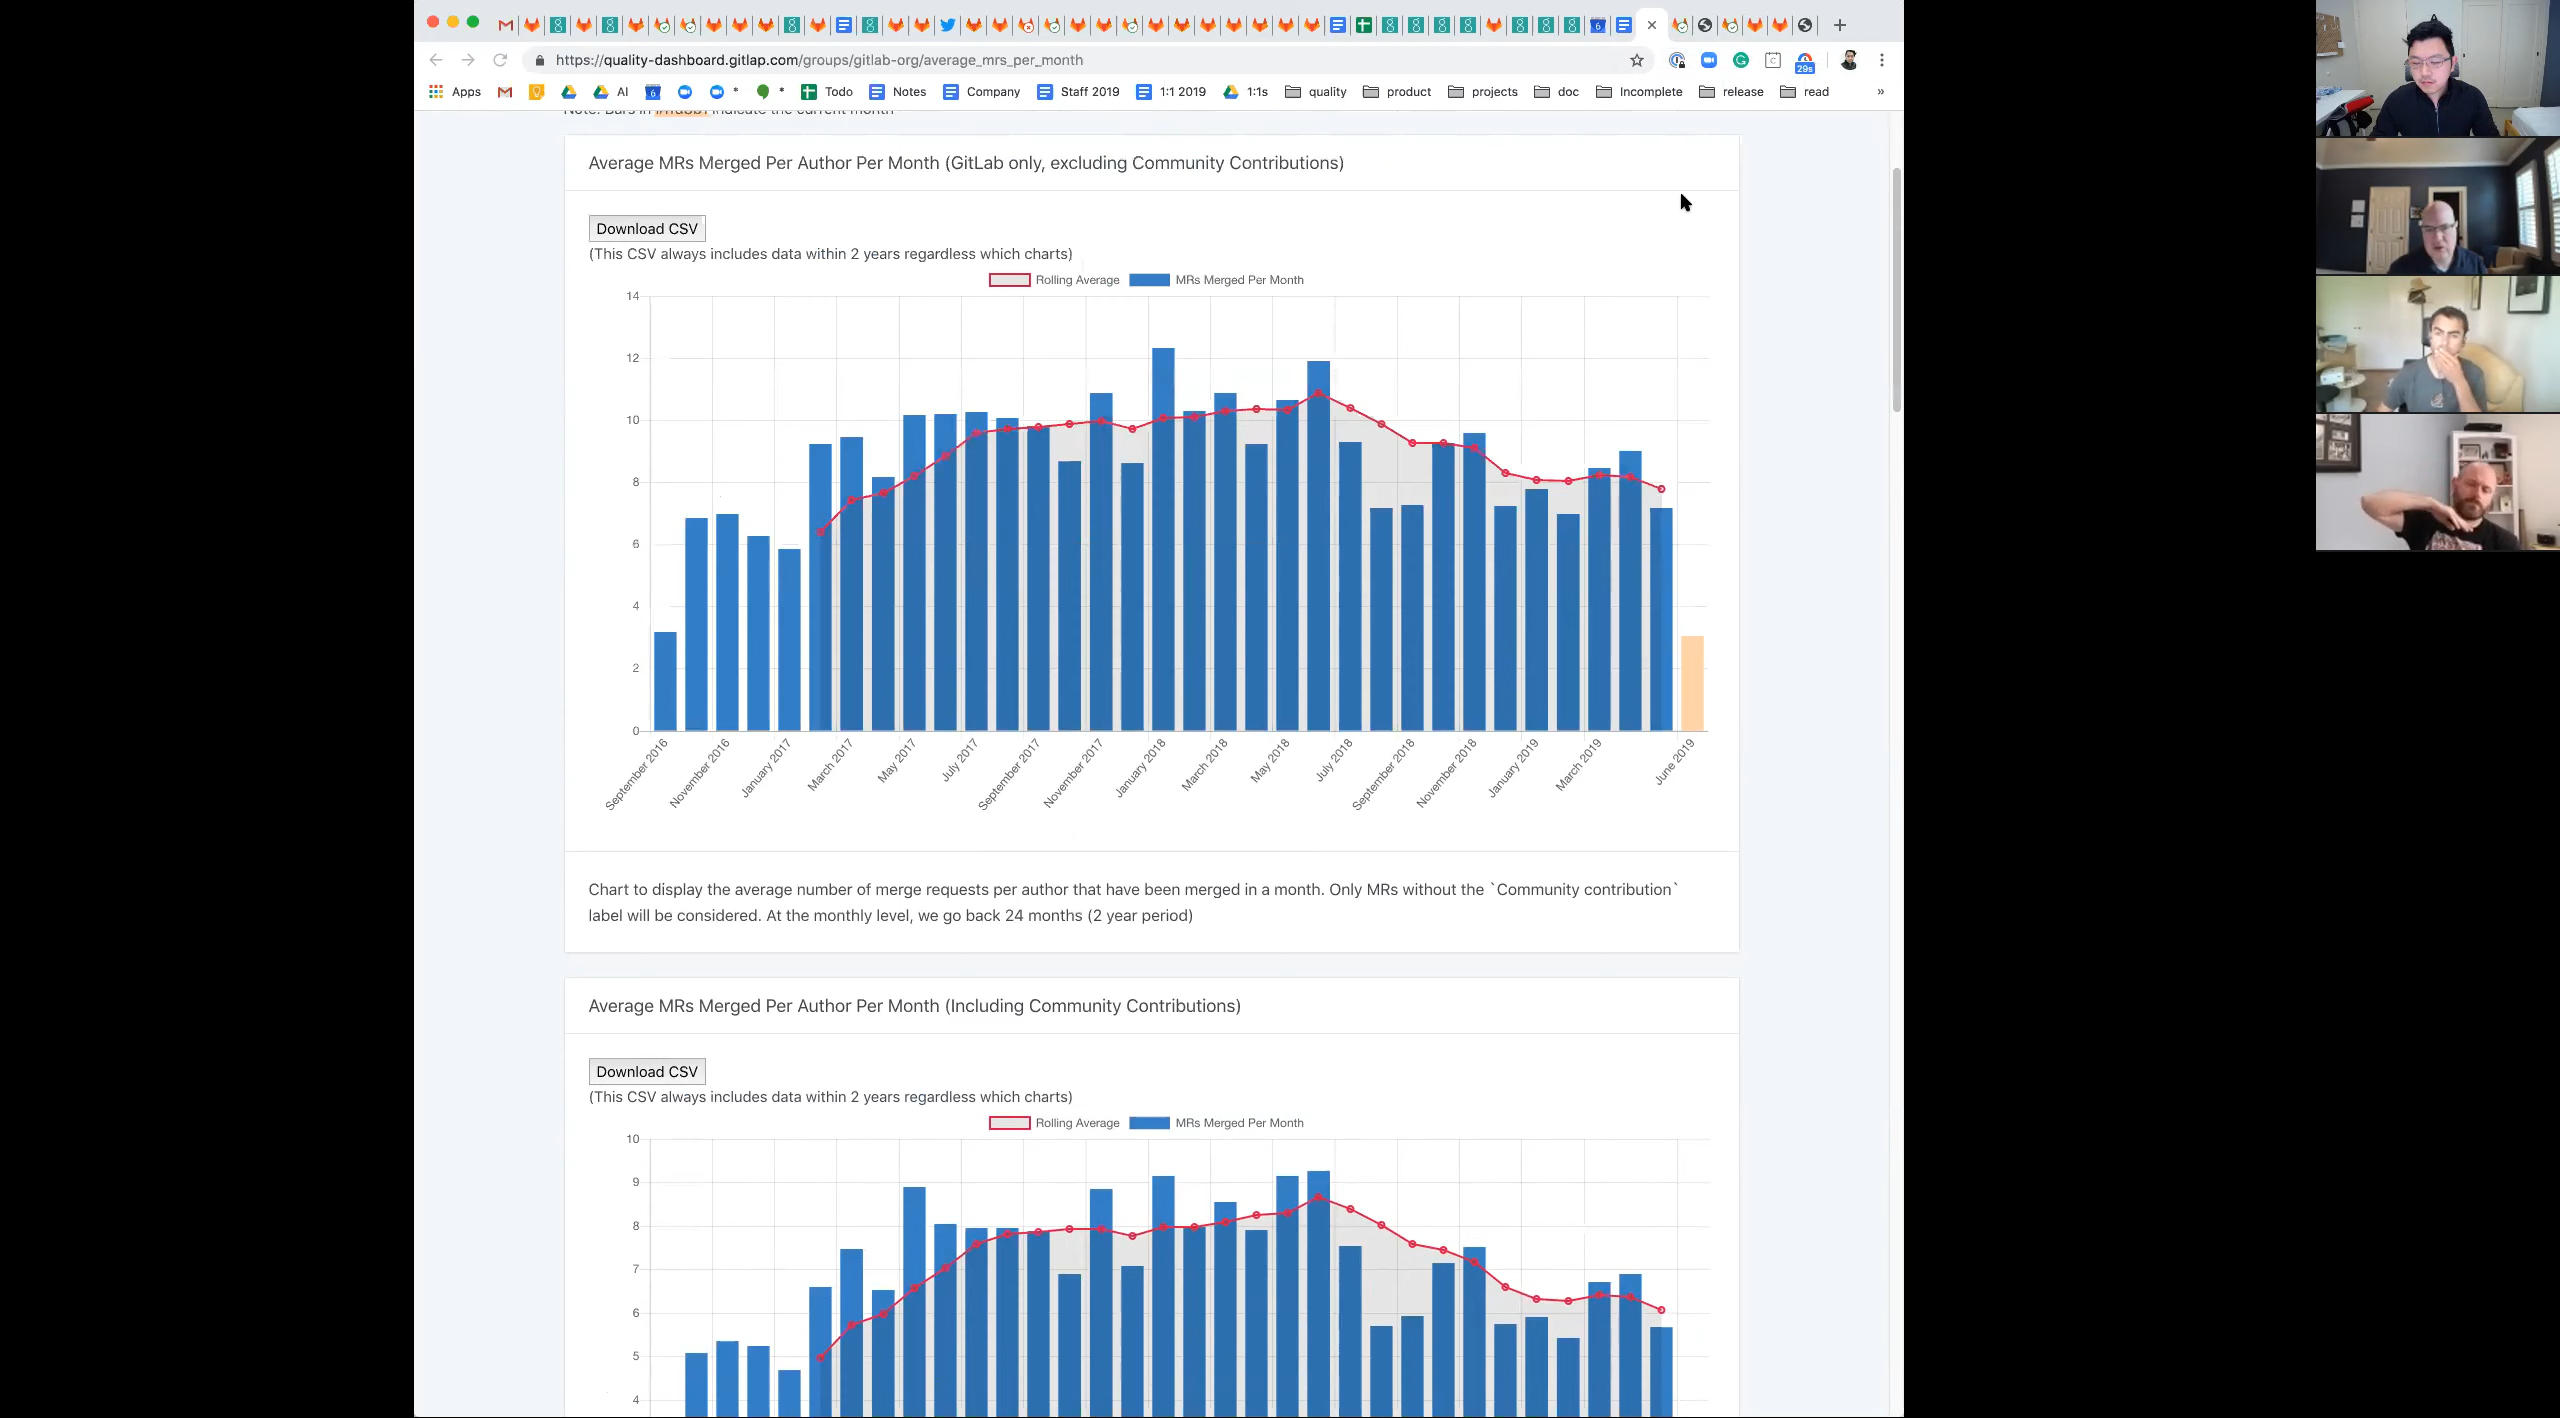 https://quality-dashboard.gitlap.com/groups/gitlab-org/average_mrs_per_month
29s
Apps
6
AI
6
*
*
Todo
Notes
Company
Staff 2019
1:1 2019
1:1s
quality
product
projects
doc
Incomplete
release
read
»
indicate the current month
Average MRs Merged Per Author Per Month (GitLab only, excluding Community Contributions)
Download CSV
(This CSV always includes data within 2 years regardless which charts)
Rolling Average
MRs Merged Per Month
14
12
10
8
6
4
2
0
September 2016
November 2016
January 2017
March 2017
May 2017
July 2017
September 2017
November 2017
January 2018
March 2018
May 2018
July 2018
September 2018
November 2018
January 2019
March 2019
June 2019
Chart to display the average number of merge requests per author that have been merged in a month. Only MRs without the `Community contribution`
label will be considered. At the monthly level, we go back 24 months (2 year period)
Average MRs Merged Per Author Per Month (Including Community Contributions)
Download CSV
(This CSV always includes data within 2 years regardless which charts)
Rolling Average
MRs Merged Per Month
10
9
8
7
6
5
4